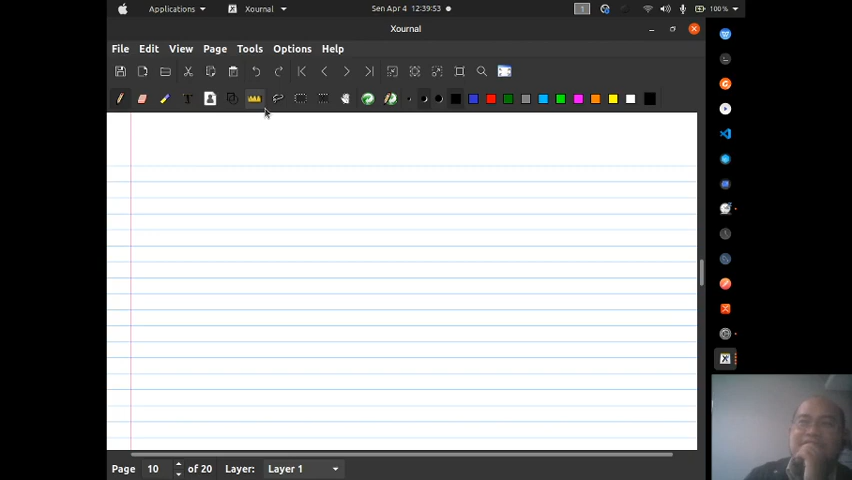 Applications Xournal Sen Apr 4 12:39:53 1 100%
Xournal
File Edit View Page Tools Options Help
T
Page 10 of 20 Layer: Layer 1